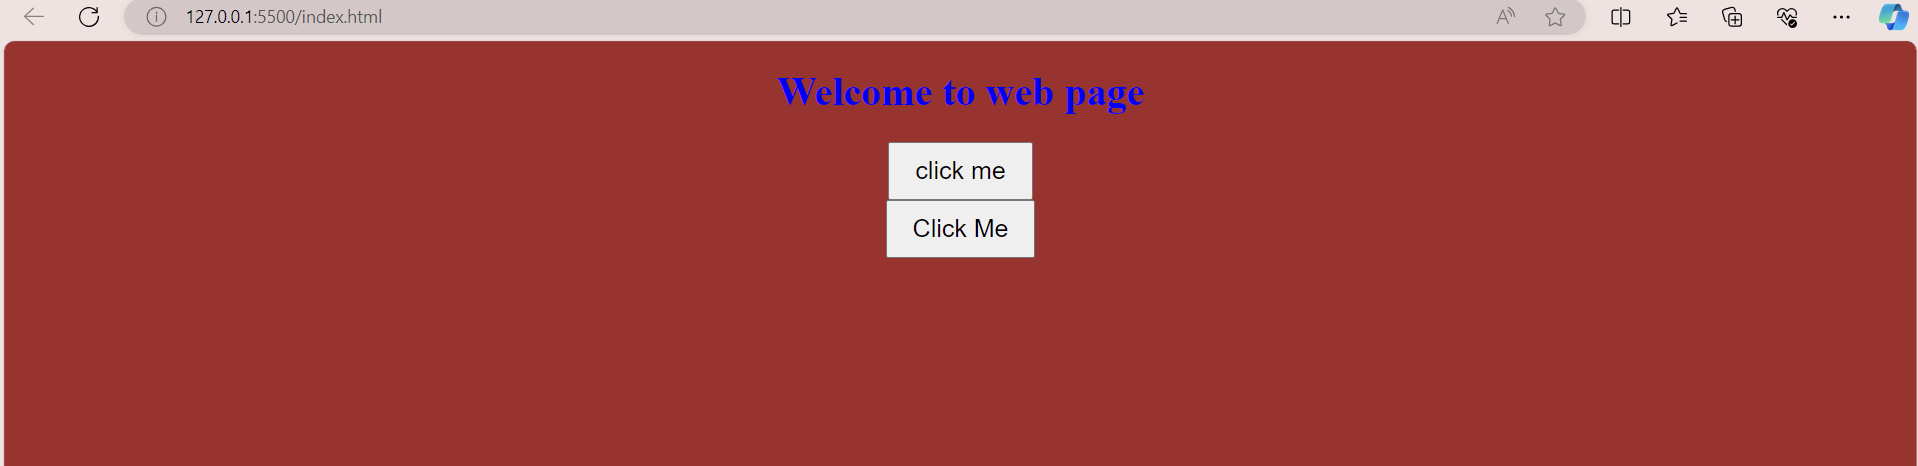 127.0.0.1:5500/index.html
Welcome to web page
click me
Click Me